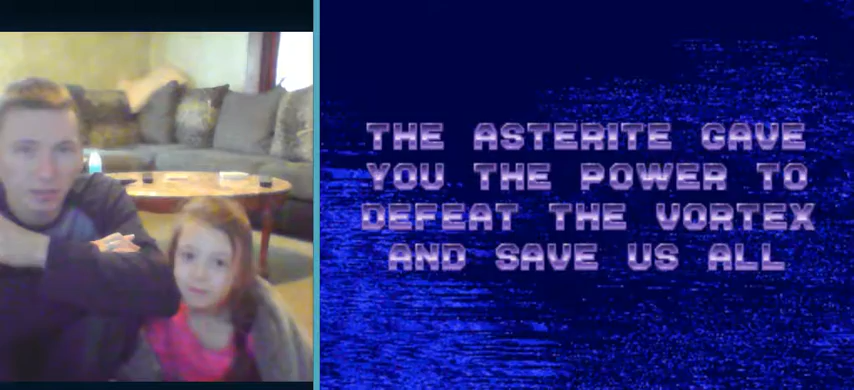 THE ASTERITE GAVE
YOU THE POWER TO
DEFEAT THE VORTEX
AND SAVE US ALL